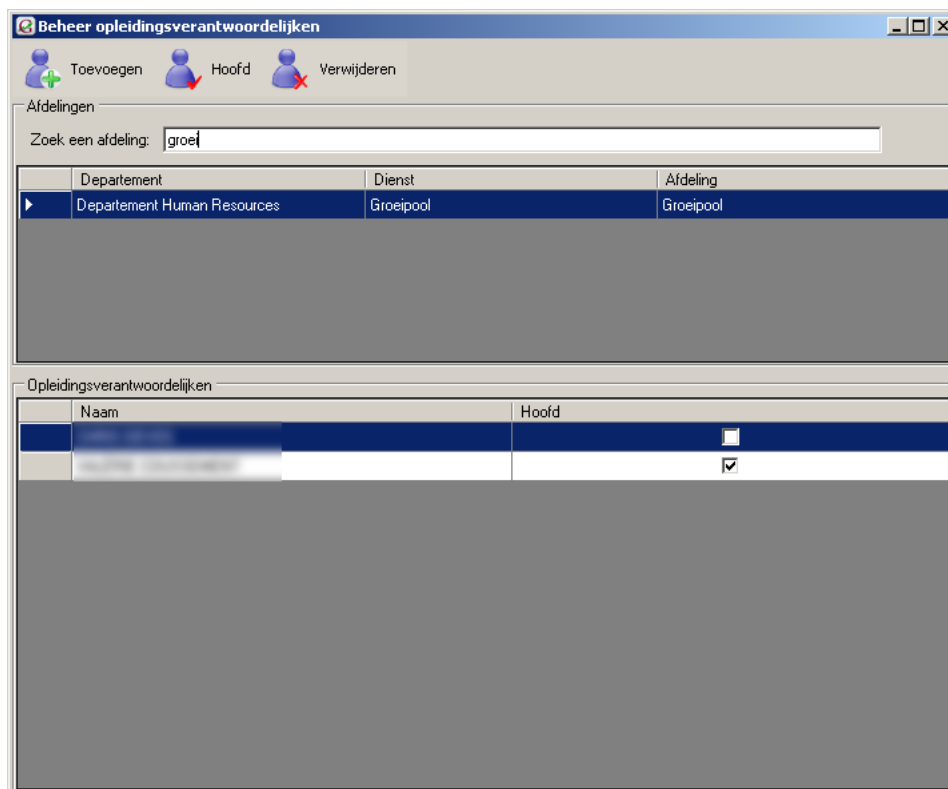 Beheer opleidingsverantwoordelijken
Toevoegen Hoofd Verwijderen
Afdelingen
Zoek een afdeling: groei
Departement Dienst Afdeling
Departement Human Resources Groeipool Groeipool
Opleidingsverantwoordelijken
Naam Hoofd